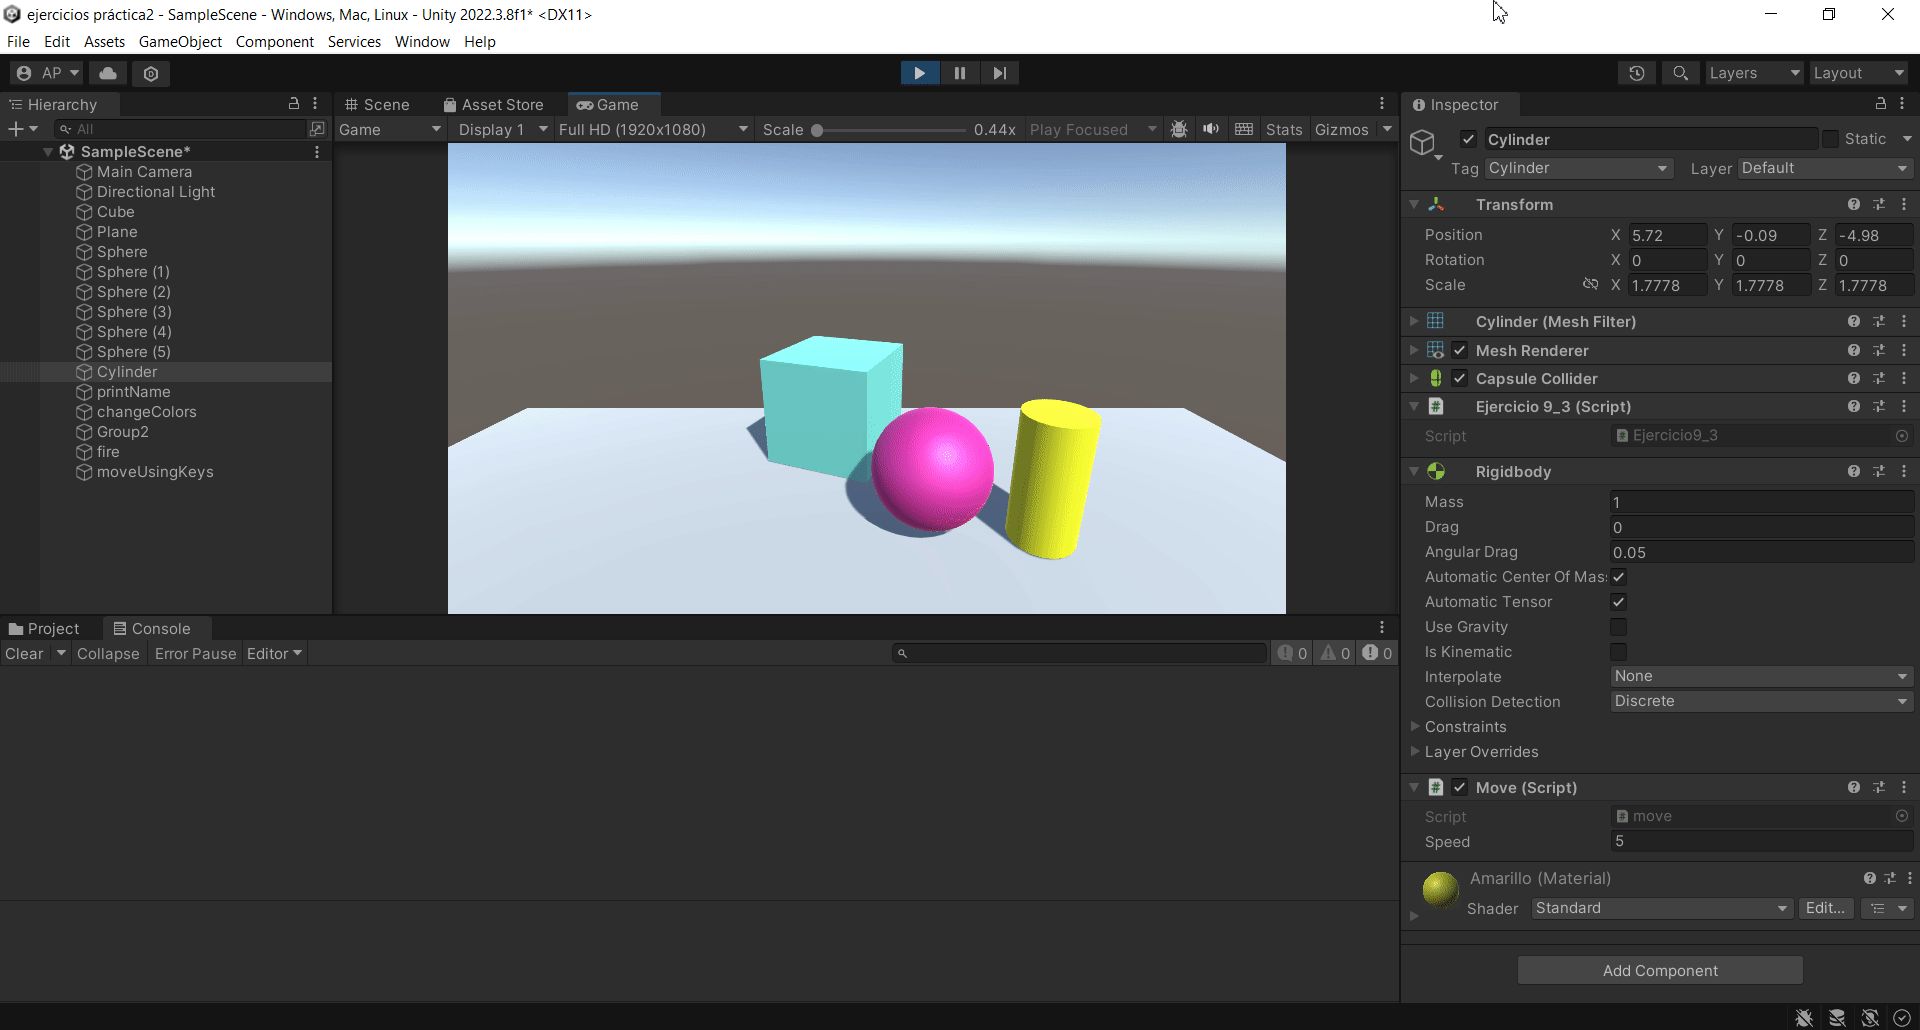 ejercicios práctica2 - SampleScene - Windows, Mac, Linux - Unity 2022.3.8f1* <DX11>
File Edit Assets GameObject Component Services Window Help
AP Layers Layout
Hierarchy
All
SampleScene*
Main Camera
Directional Light
Cube
Plane
Sphere
Sphere (1)
Sphere (2)
Sphere (3)
Sphere (4)
Sphere (5)
Cylinder
printName
changeColors
Group2
fire
moveUsingKeys
Scene Asset Store Game
Game Display 1 Full HD (1920x1080) Scale 0.44x Play Focused Stats Gizmos
Project Console
Clear Collapse Error Pause Editor 0 0 0
Inspector
Cylinder Static
Tag Cylinder Layer Default
Transform
Position X 5.72 Y -0.09 Z -4.98
Rotation X 0 Y 0 Z 0
Scale X 1.7778 Y 1.7778 Z 1.7778
Cylinder (Mesh Filter)
Mesh Renderer
Capsule Collider
Ejercicio 9_3 (Script)
Script Ejercicio9_3
Rigidbody
Mass 1
Drag 0
Angular Drag 0.05
Automatic Center Of Mas
Automatic Tensor
Use Gravity
Is Kinematic
Interpolate None
Collision Detection Discrete
Constraints
Layer Overrides
Move (Script)
Script move
Speed 5
Amarillo (Material)
Shader Standard Edit...
Add Component